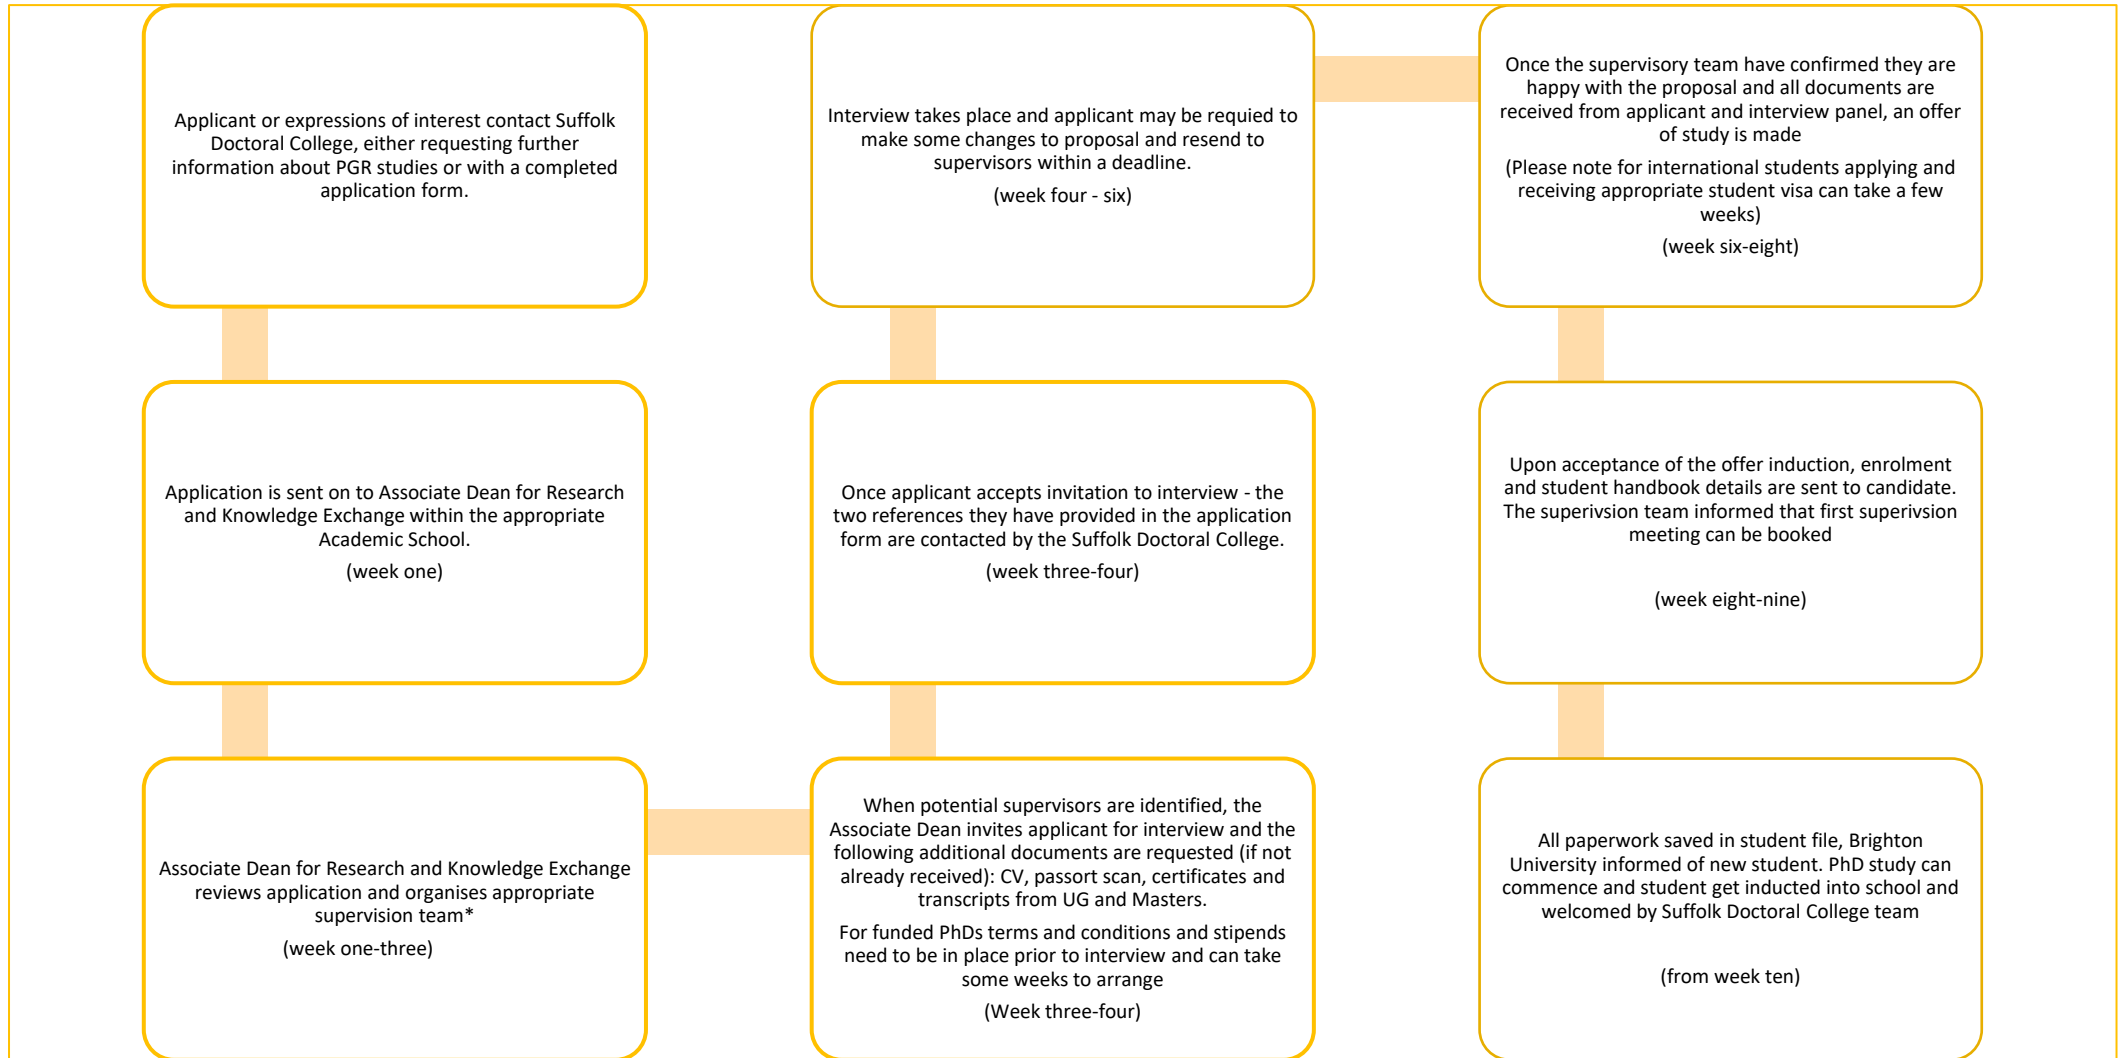 Applicant or expressions of interest contact Suffolk
Doctoral College, either requesting further
information about PGR studies or with a completed
application form.
Application is sent on to Associate Dean for Research
and Knowledge Exchange within the appropriate
Academic School.
(week one)
Associate Dean for Research and Knowledge Exchange
reviews application and organises appropriate
supervision team*
(week one-three)
When potential supervisors are identified, the
Associate Dean invites applicant for interview and the
following additional documents are requested (if not
already received): CV, passort scan, certificates and
transcripts from UG and Masters.
For funded PhDs terms and conditions and stipends
need to be in place prior to interview and can take
some weeks to arrange
(Week three-four)
Once applicant accepts invitation to interview - the
two references they have provided in the application
form are contacted by the Suffolk Doctoral College.
(week three-four)
Interview takes place and applicant may be requied to
make some changes to proposal and resend to
supervisors within a deadline.
(week four - six)
Once the supervisory team have confirmed they are
happy with the proposal and all documents are
received from applicant and interview panel, an offer
of study is made
(Please note for international students applying and
receiving appropriate student visa can take a few
weeks)
(week six-eight)
Upon acceptance of the offer induction, enrolment
and student handbook details are sent to candidate.
The superivsion team informed that first superivsion
meeting can be booked
(week eight-nine)
All paperwork saved in student file, Brighton
University informed of new student. PhD study can
commence and student get inducted into school and
welcomed by Suffolk Doctoral College team
(from week ten)